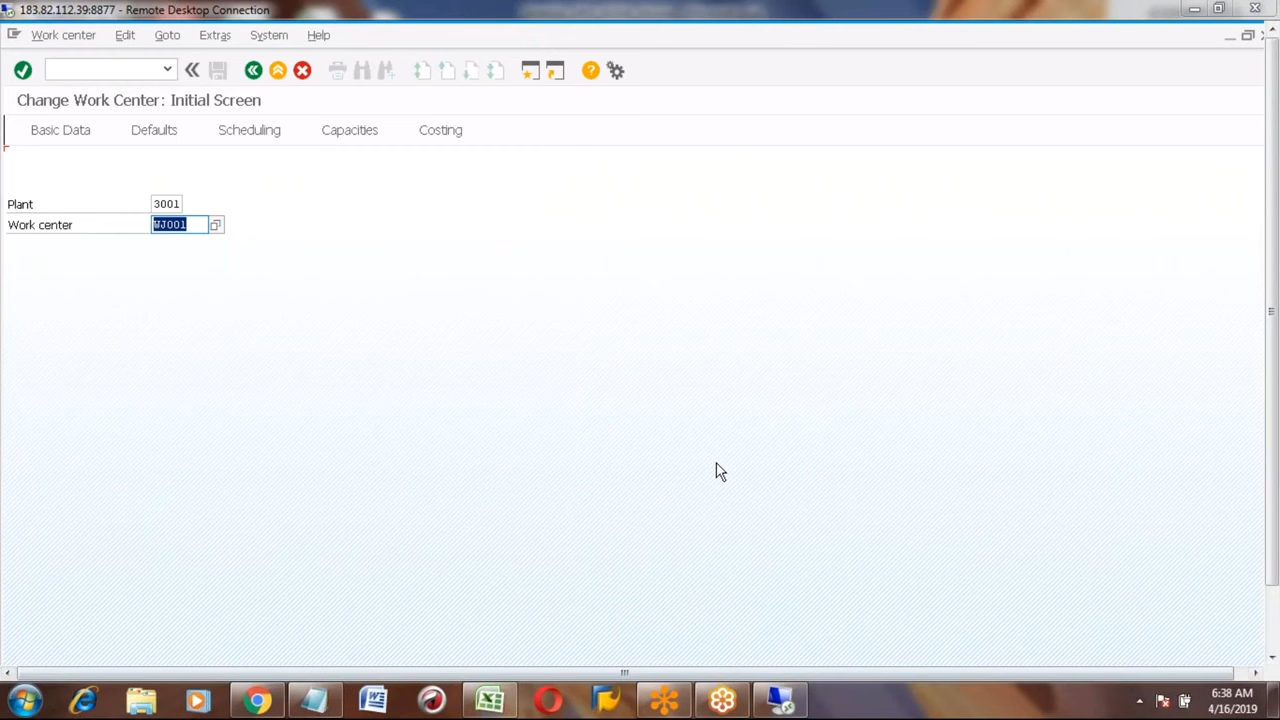 183.82.112.39:8877 - Remote Desktop Connection
Work center Edit Goto Extras System Help
Change Work Center: Initial Screen
Basic Data Defaults Scheduling Capacities Costing
Plant 3001
Work center WJ001
6:38 AM
4/16/2019